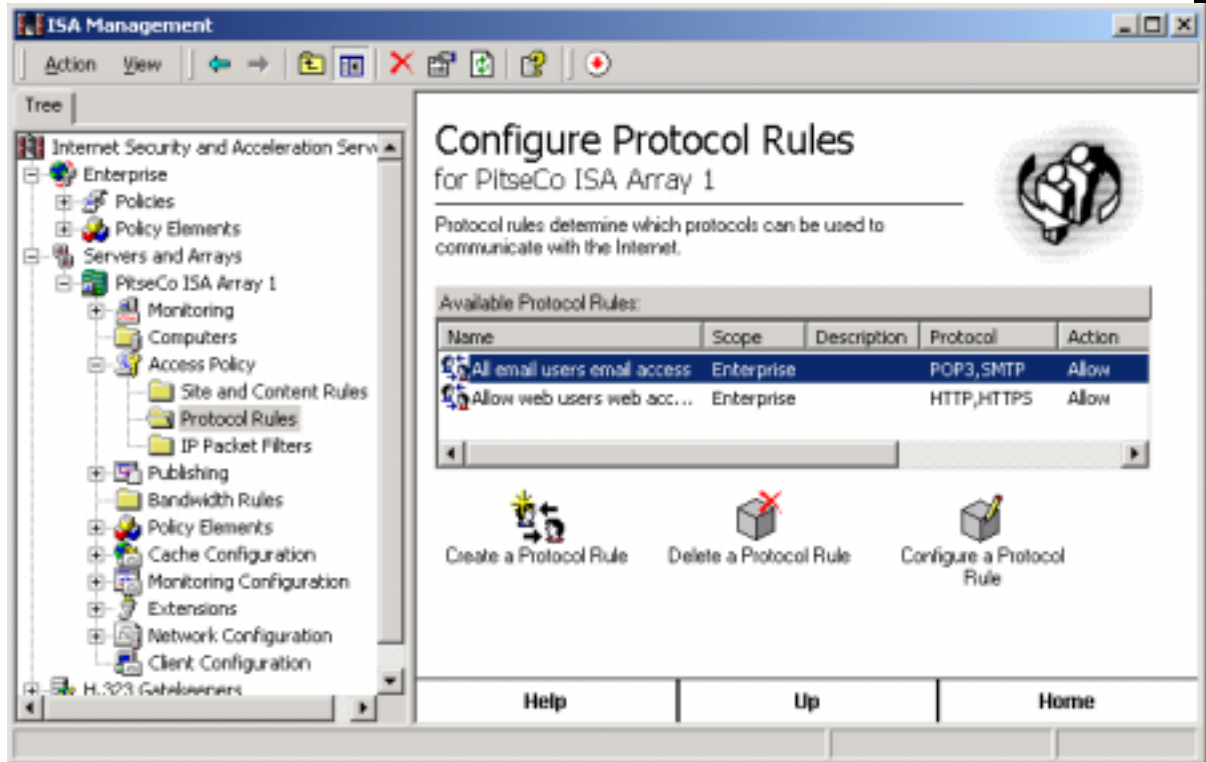 ISA Management
Action View
Tree
Internet Security and Acceleration Serv
Enterprise
Policies
Policy Elements
Servers and Arrays
PitseCo ISA Array 1
Monitoring
Computers
Access Policy
Site and Content Rules
Protocol Rules
IP Packet Filters
Publishing
Bandwidth Rules
Policy Elements
Cache Configuration
Monitoring Configuration
Extensions
Network Configuration
Client Configuration
H.323 Gatekeepers
Configure Protocol Rules
for PitseCo ISA Array 1
Protocol rules determine which protocols can be used to
communicate with the Internet.
Available Protocol Rules:
Name Scope Description Protocol Action
All email users email access Enterprise POP3,SMTP Allow
Allow web users web acc... Enterprise HTTP,HTTPS Allow
Create a Protocol Rule
Delete a Protocol Rule
Configure a Protocol
Rule
Help Up Home